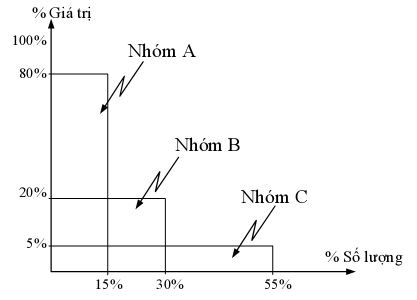 % Giá trị
100%
80%
Nhóm A
Nhóm B
20%
Nhóm C
5%
% Số lượng
15%
30%
55%